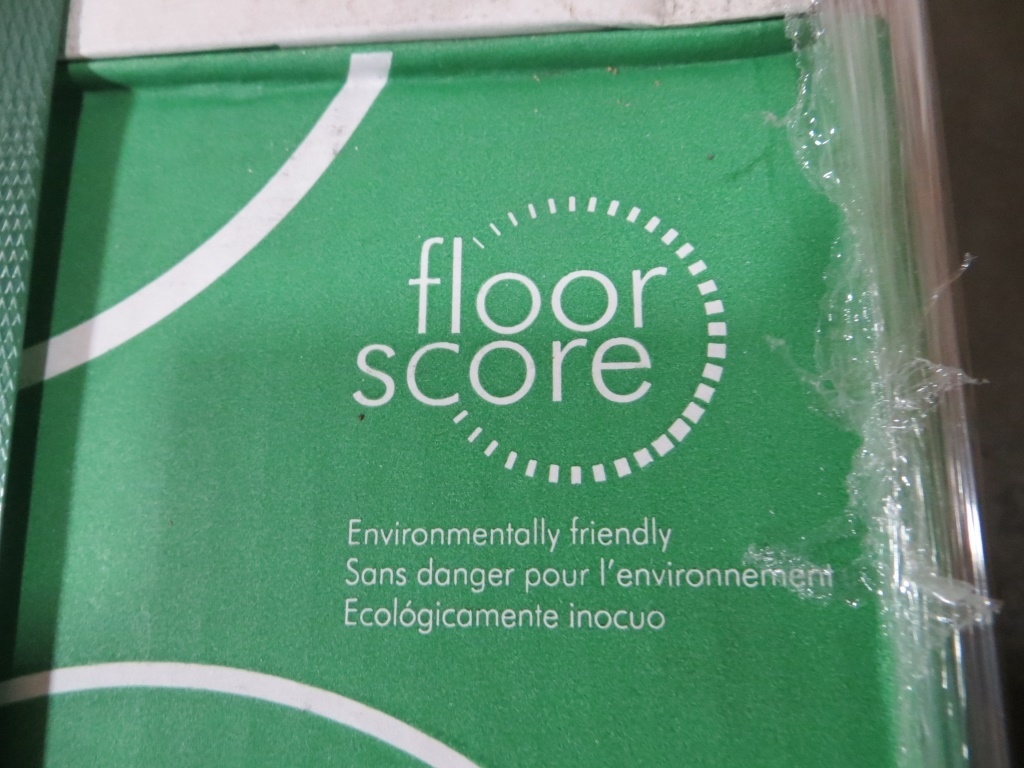 floor
score
Environmentally friendly
Sans danger pour l'environnement
Ecológicamente inocuo